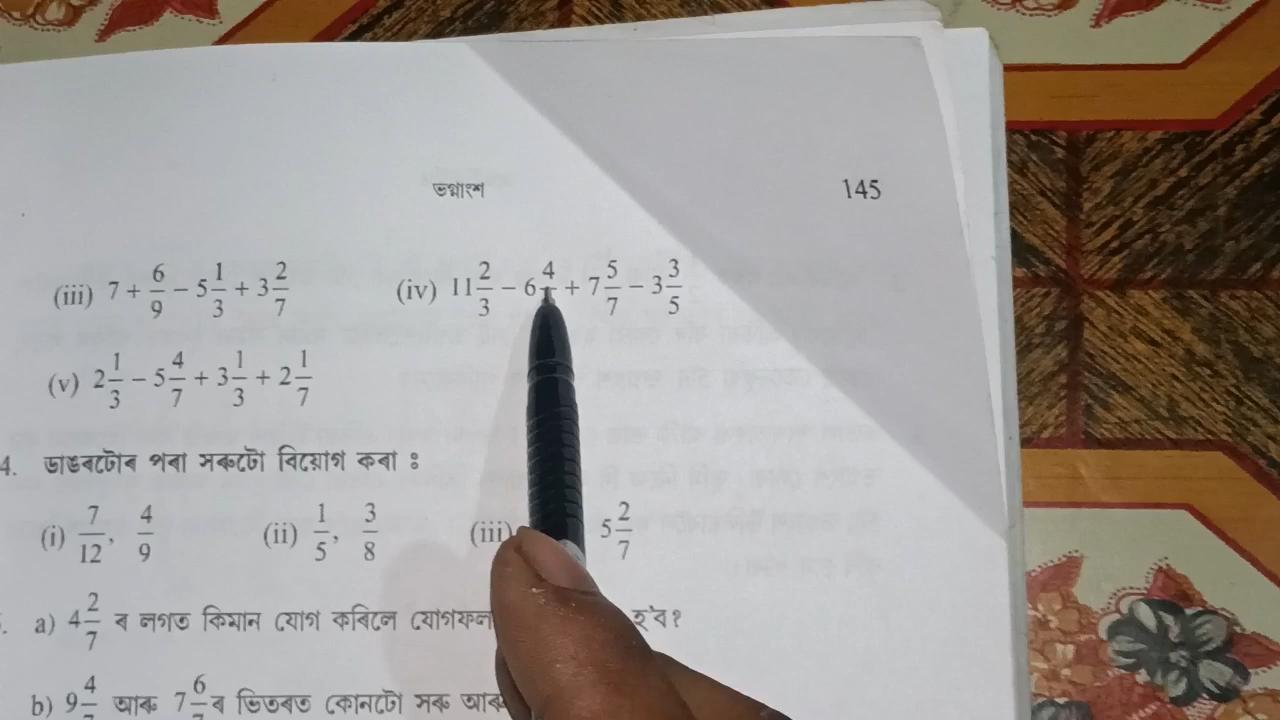 ভগ্নাংশ 145
(iii) 7 + 6/9 − 5 1/3 + 3 2/7 (iv) 11 2/3 − 6 4/ + 7 5/7 − 3 3/5
(v) 2 1/3 − 5 4/7 + 3 1/3 + 2 1/7
4. ডাঙৰটোৰ পৰা সৰুটো বিয়োগ কৰা ঃ
(i) 7/12, 4/9 (ii) 1/5, 3/8 (iii) 5 2/7
a) 4 2/7 ৰ লগত কিমান যোগ কৰিলে যোগফল হ'ব?
b) 9 4/ আৰু 7 6/ ৰ ভিতৰত কোনটো সৰু আৰু